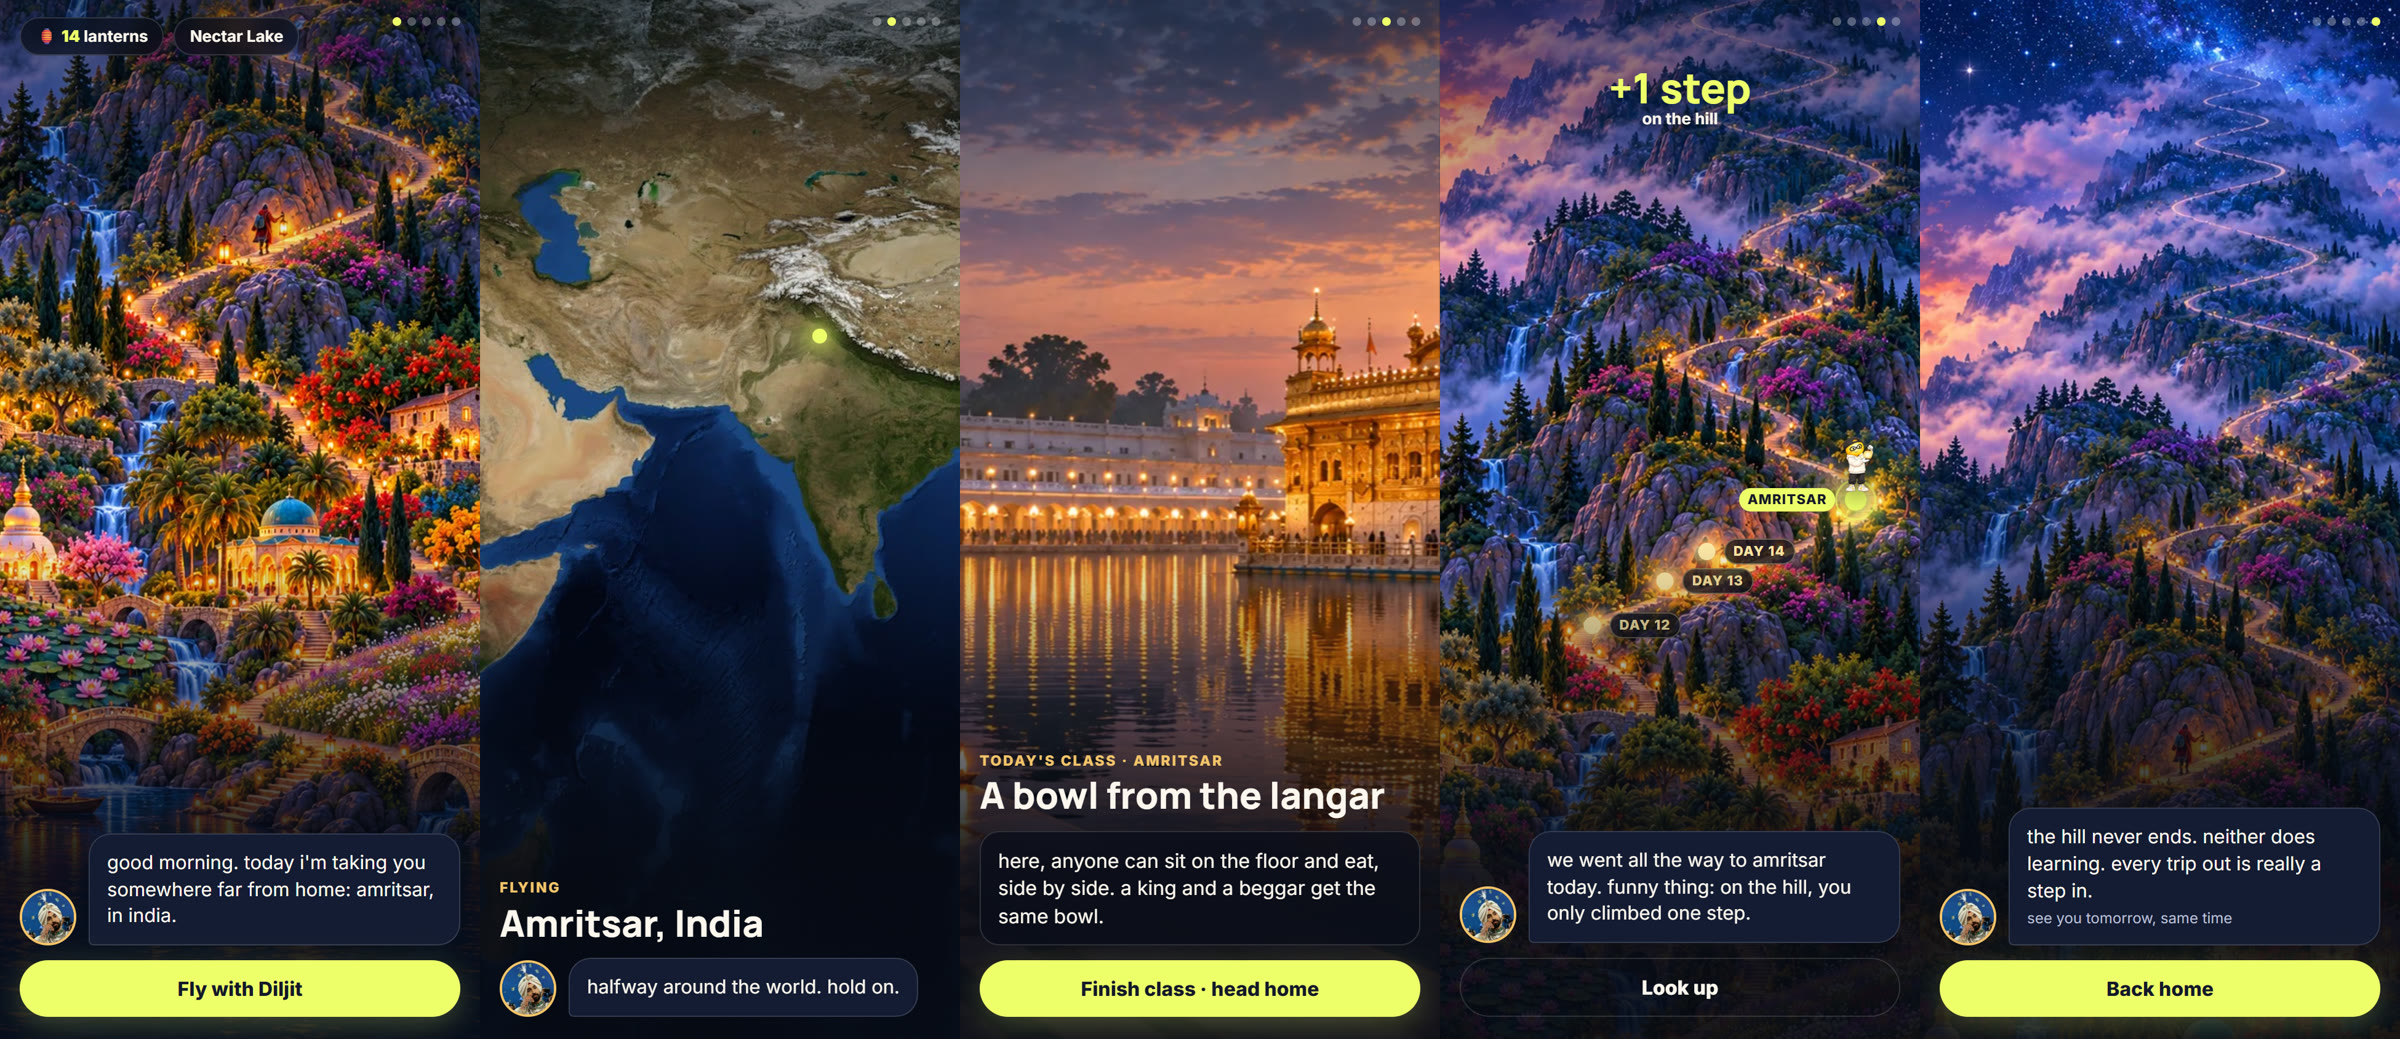 14 lanterns
Nectar Lake
good morning. today i'm taking you
somewhere far from home: amritsar,
in india.
Fly with Diljit
FLYING
Amritsar, India
halfway around the world. hold on.
TODAY'S CLASS · AMRITSAR
A bowl from the langar
here, anyone can sit on the floor and eat,
side by side. a king and a beggar get the
same bowl.
Finish class · head home
+1 step
on the hill
AMRITSAR
DAY 14
DAY 13
DAY 12
we went all the way to amritsar
today. funny thing: on the hill, you
only climbed one step.
Look up
the hill never ends. neither does
learning. every trip out is really a
step in.
see you tomorrow, same time
Back home